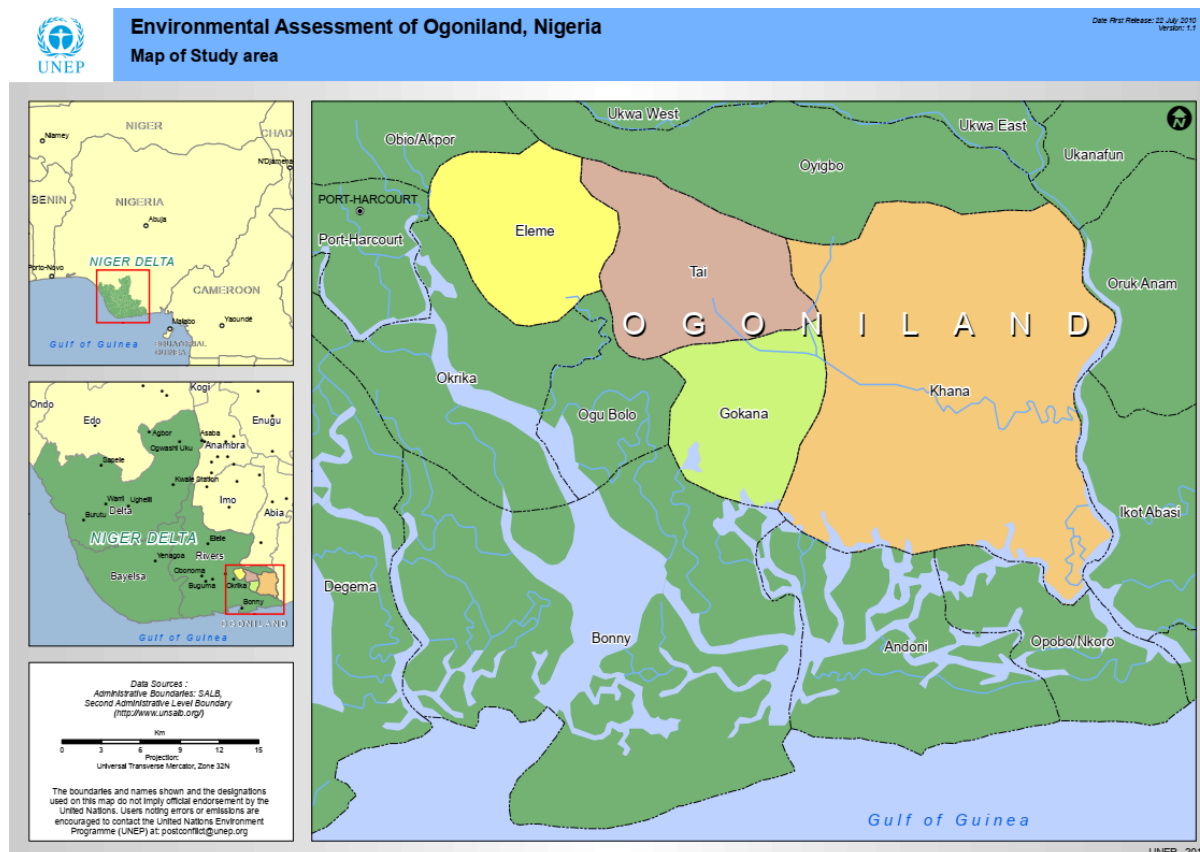 UNEP
Environmental Assessment of Ogoniland, Nigeria
Map of Study area
Date First Release: 22 July 2010
Version: 1.1
NIGER
CHAD
Niamey
N'Djamena
BENIN
NIGERIA
Abuja
NIGER DELTA
Porto-Novo
CAMEROON
Malabo
Yaoundé
Gulf of Guinea
EQUATORIAL
GUINEA
Kogi
Ondo
Edo
Enugu
Agbor
Asaba
Ogwashi Uku
Anambra
Sapele
Kwale Station
Imo
Warri
Ughelli
Delta
Burutu
Abia
NIGER DELTA
Elele
Rivers
Yenagoa
Bayelsa
Obonoma
Buguma
Okrika
Bonny
OGONILAND
Gulf of Guinea
Data Sources :
Administrative Boundaries: SALB,
Second Administrative Level Boundary
(http://www.unsalb.org/)
Km
0 3 6 9 12 15
Projection:
Universal Transverse Mercator, Zone 32N
The boundaries and names shown and the designations
used on this map do not imply official endorsement by the
United Nations. Users noting errors or emissions are
encouraged to contact the United Nations Environment
Programme (UNEP) at: postconflict@unep.org
N
Ukwa West
Ukwa East
Obio/Akpor
Oyigbo
Ukanafun
PORT-HARCOURT
Port-Harcourt
Eleme
Tai
Oruk Anam
OGONILAND
Okrika
Khana
Ogu Bolo
Gokana
Ikot Abasi
Degema
Bonny
Andoni
Opobo/Nkoro
Gulf of Guinea